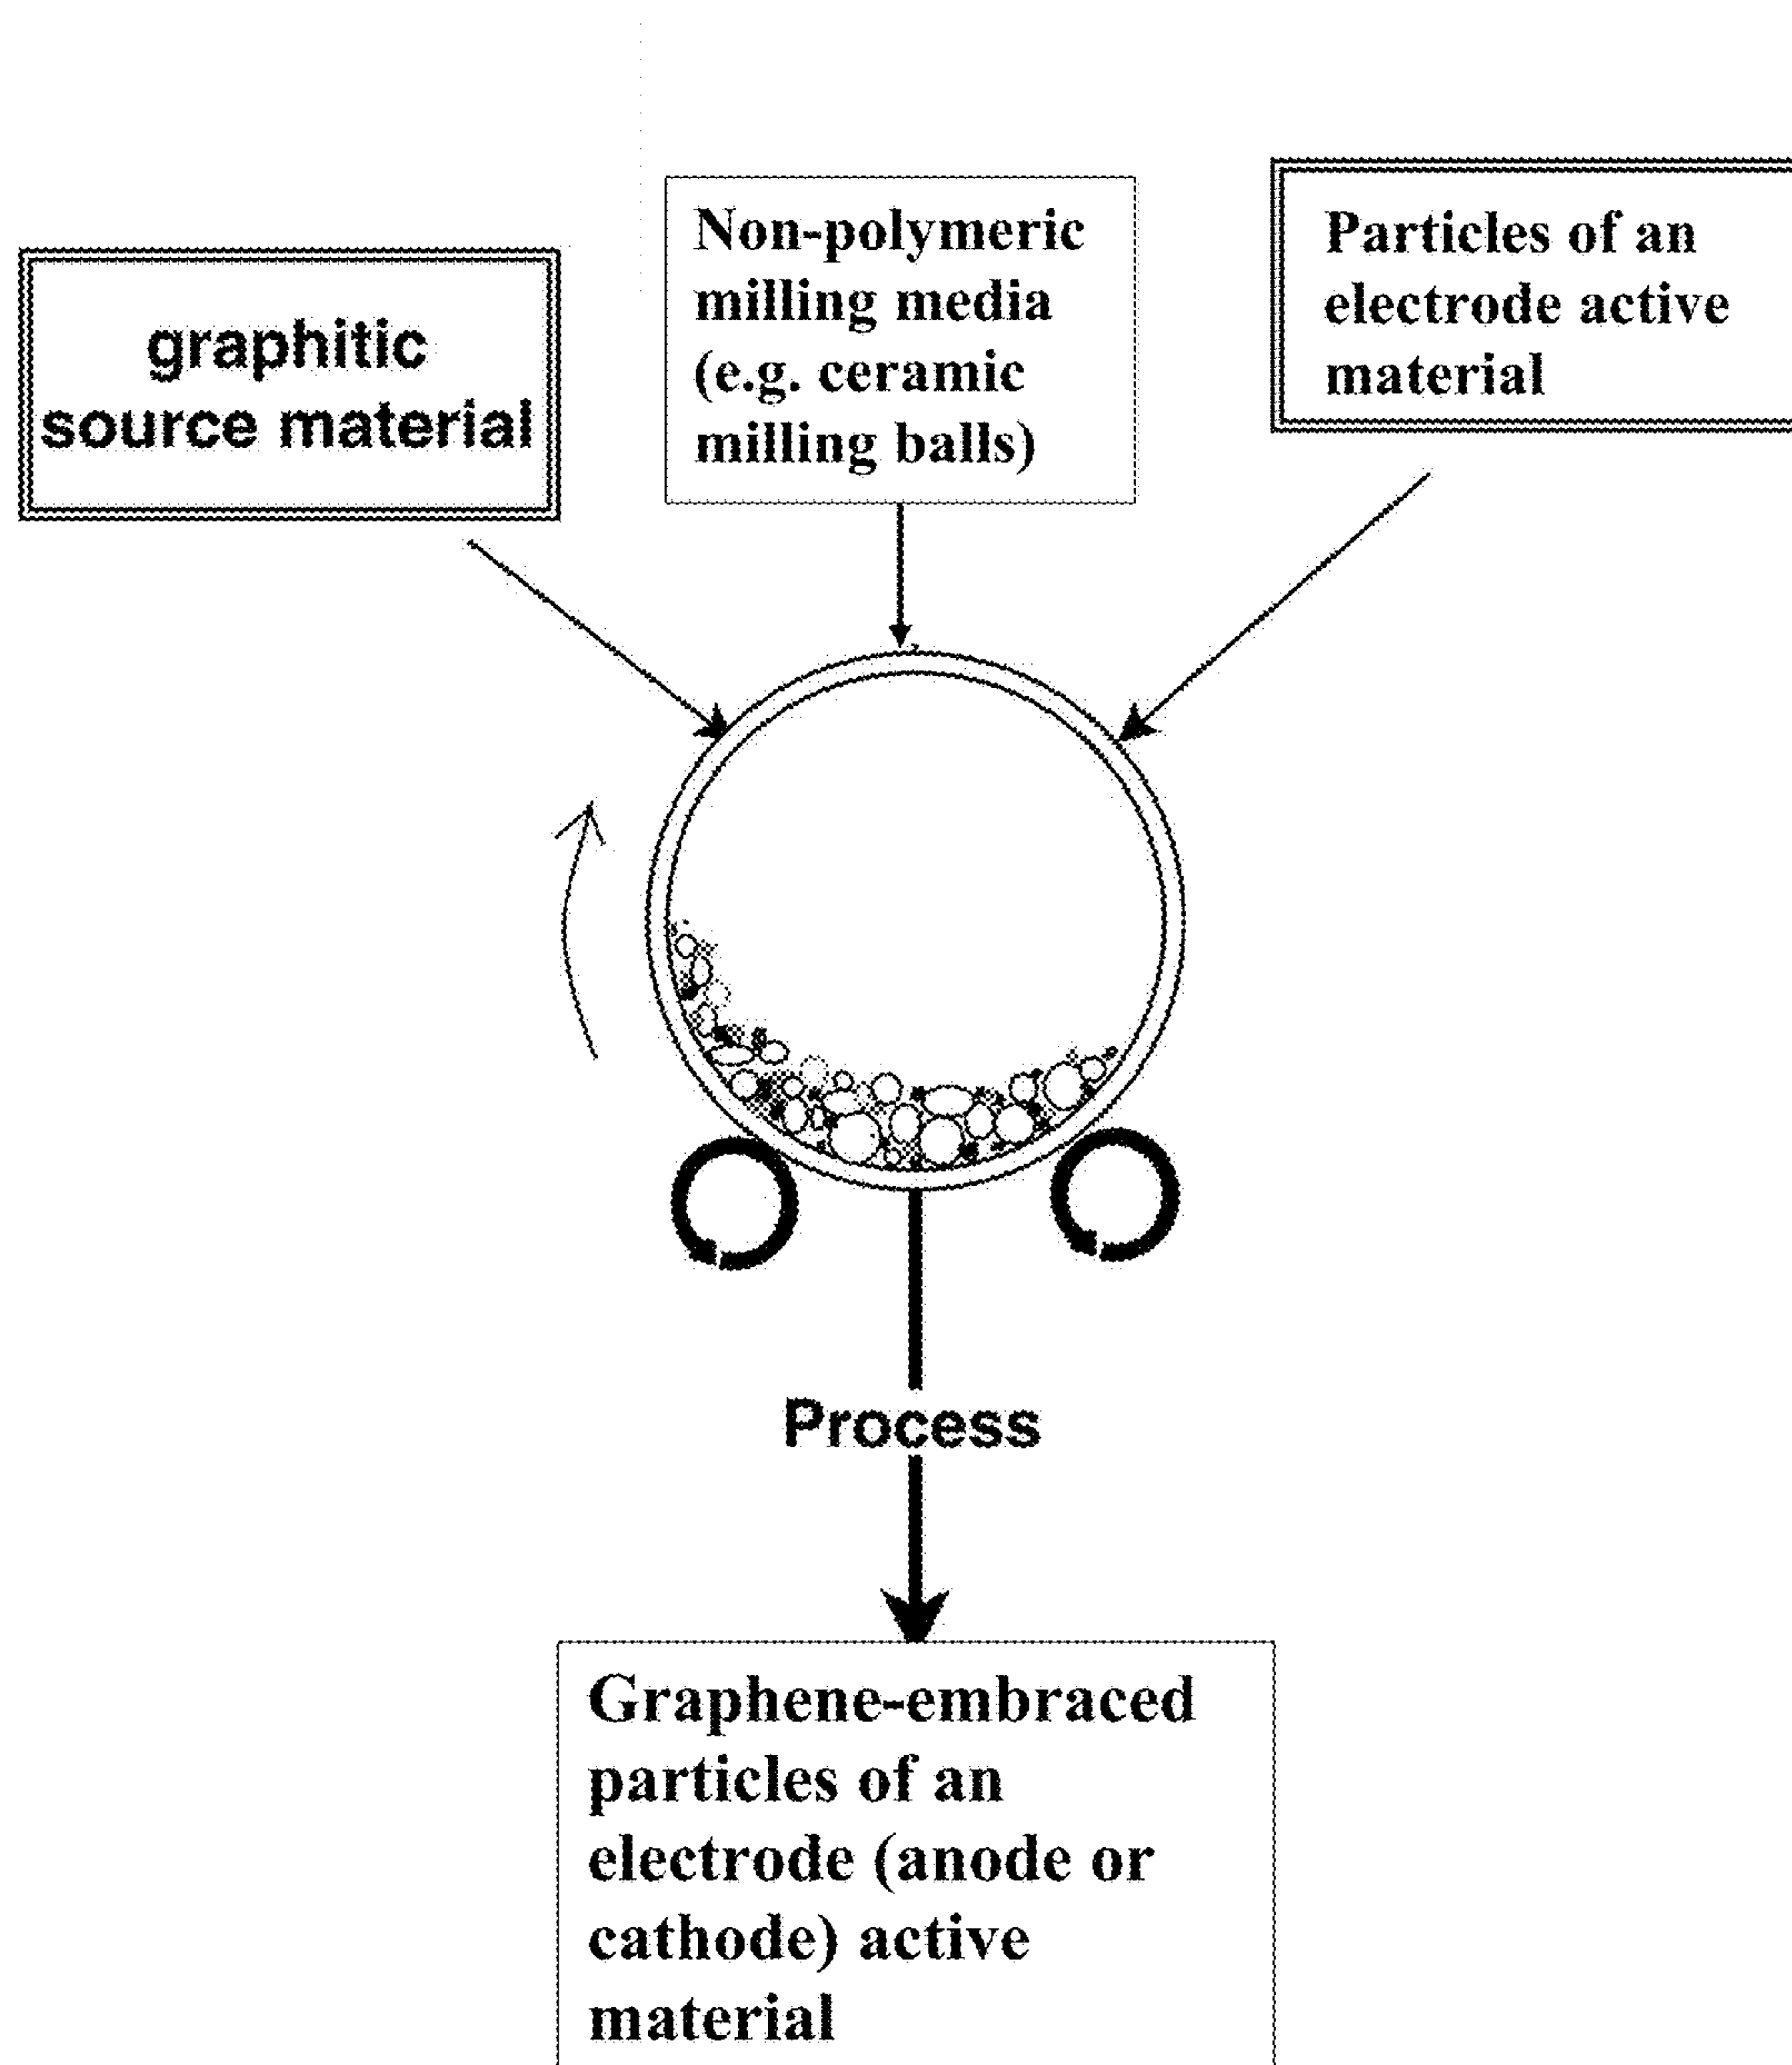 graphitic
source material
Non-polymeric
milling media
(e.g. ceramic
milling balls)
Particles of an
electrode active
material
Process
Graphene-embraced
particles of an
electrode (anode or
cathode) active
material